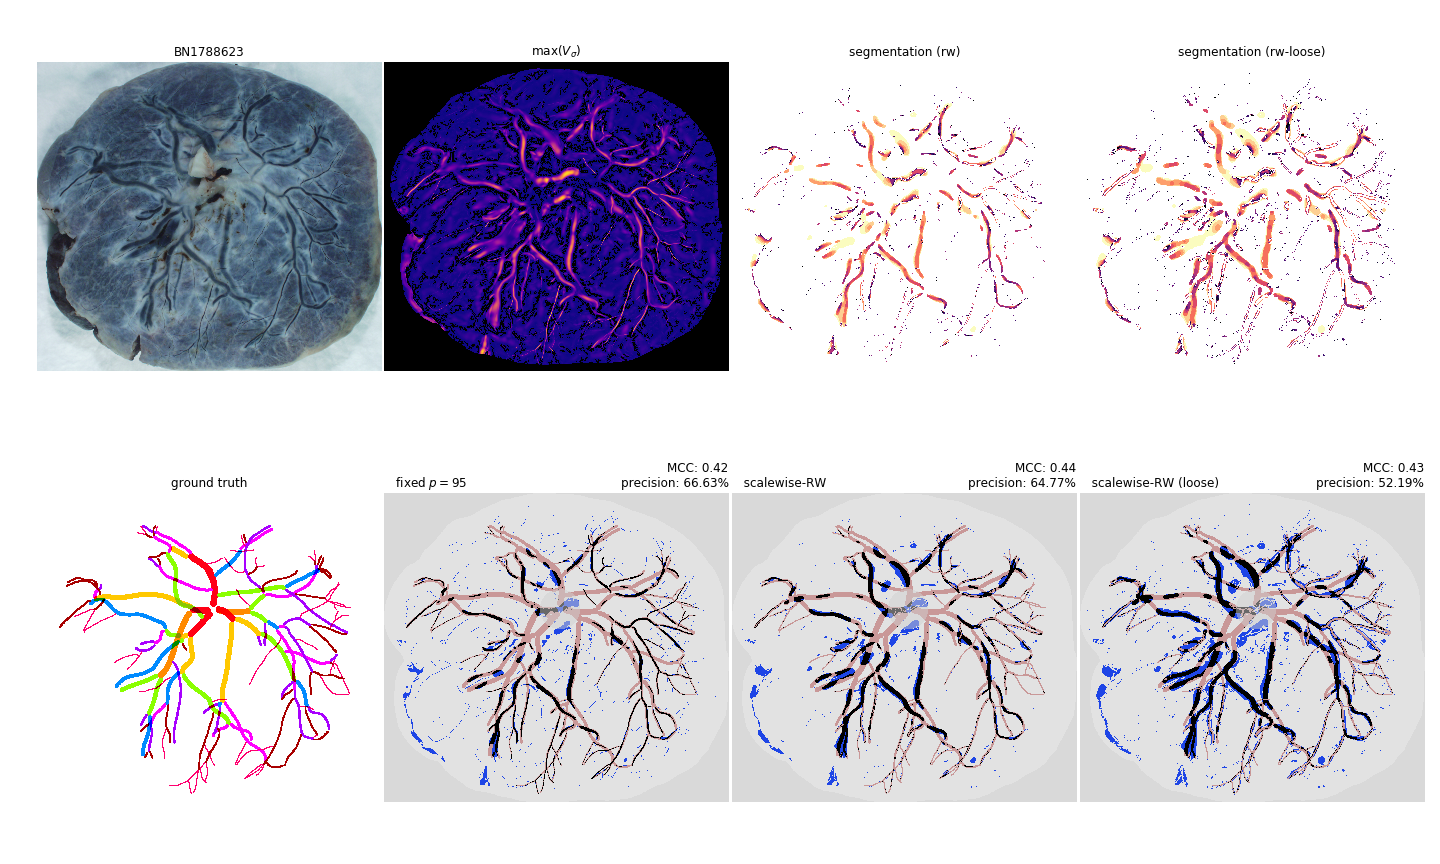 BN1788623
max(V_σ)
segmentation (rw)
segmentation (rw-loose)
ground truth
fixed p = 95
MCC: 0.42
precision: 66.63%
scalewise-RW
MCC: 0.44
precision: 64.77%
scalewise-RW (loose)
MCC: 0.43
precision: 52.19%